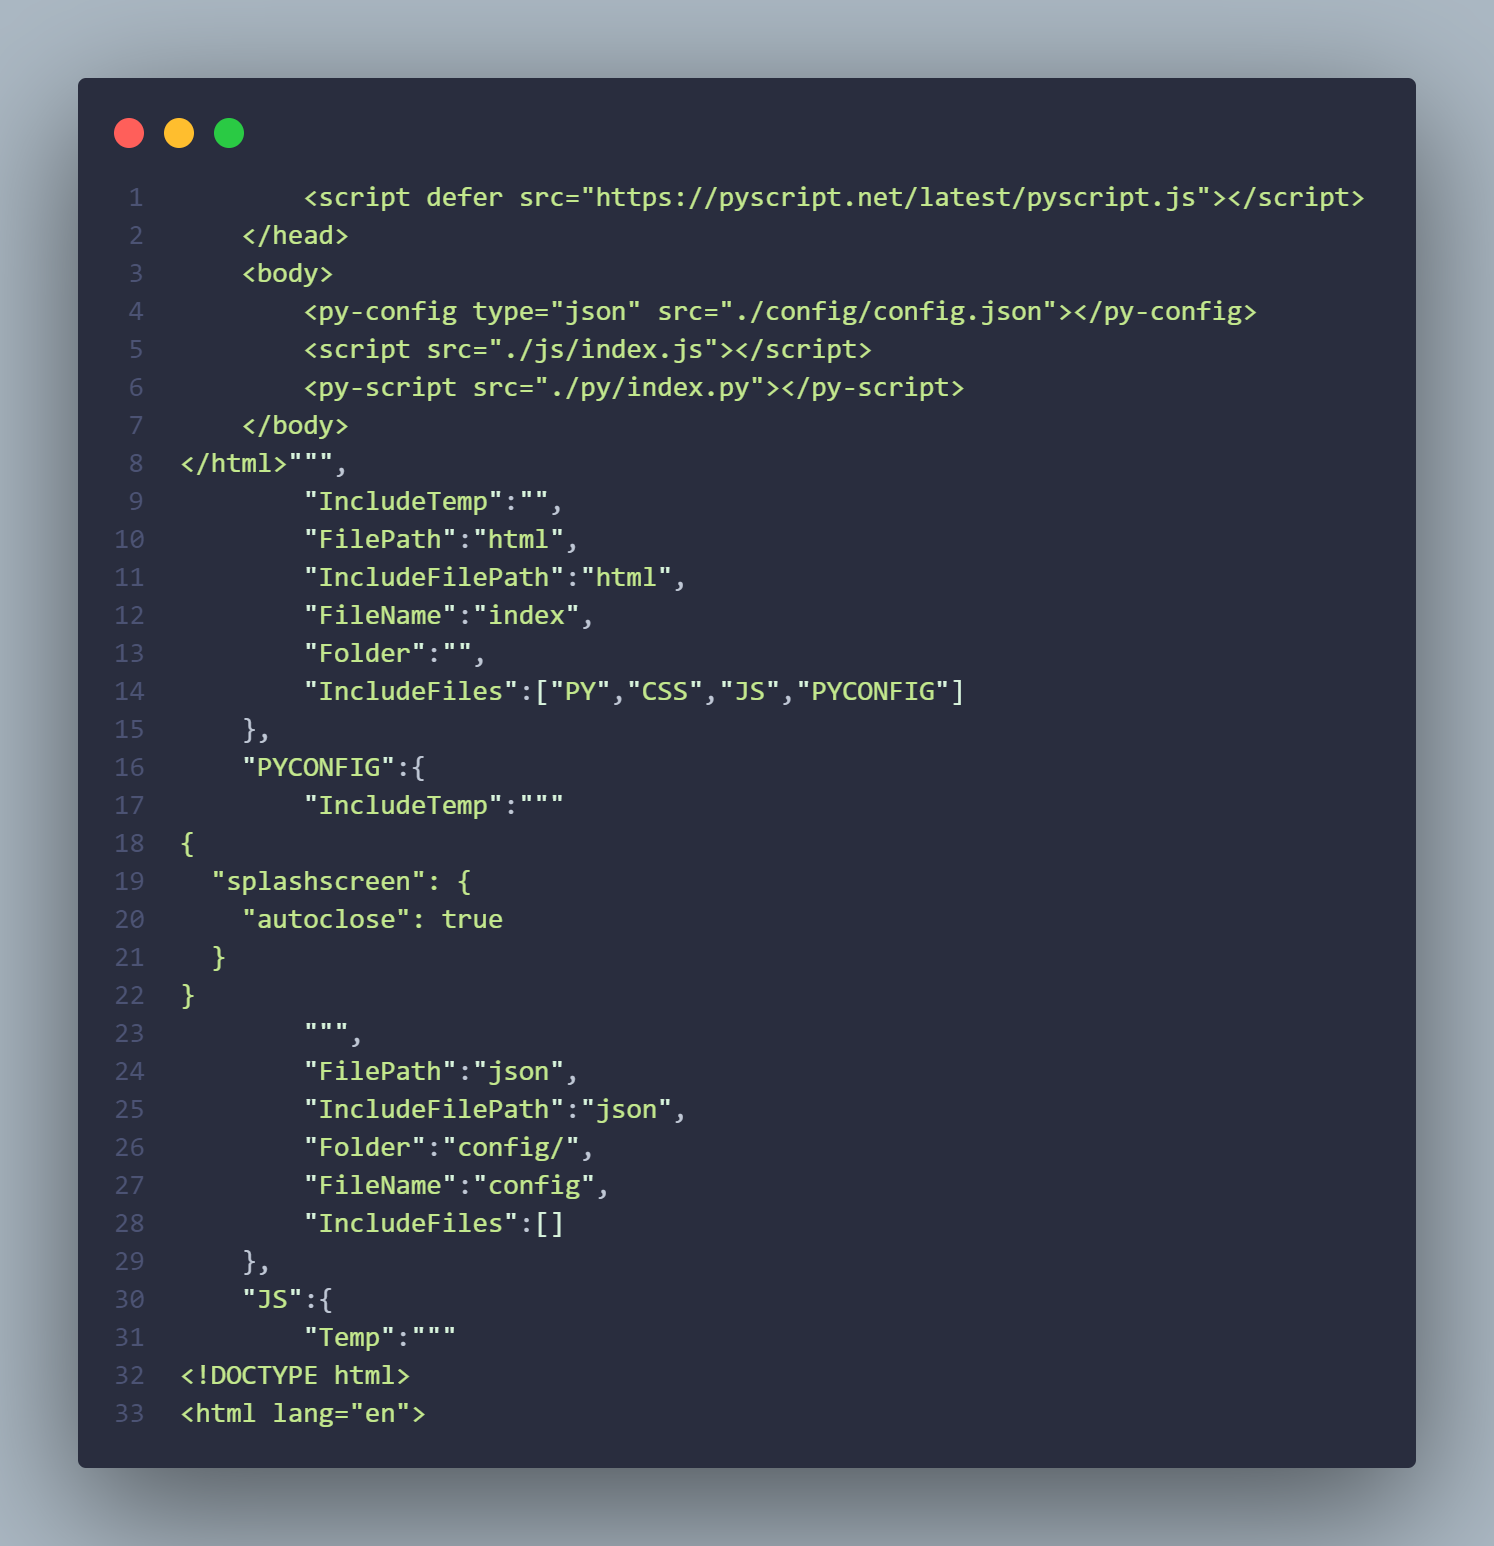 1         <script defer src="https://pyscript.net/latest/pyscript.js"></script>
2     </head>
3     <body>
4         <py-config type="json" src="./config/config.json"></py-config>
5         <script src="./js/index.js"></script>
6         <py-script src="./py/index.py"></py-script>
7     </body>
8 </html>""",
9         "IncludeTemp":"",
10         "FilePath":"html",
11         "IncludeFilePath":"html",
12         "FileName":"index",
13         "Folder":"",
14         "IncludeFiles":["PY","CSS","JS","PYCONFIG"]
15     },
16     "PYCONFIG":{
17         "IncludeTemp":"""
18 {
19   "splashscreen": {
20     "autoclose": true
21   }
22 }
23         """,
24         "FilePath":"json",
25         "IncludeFilePath":"json",
26         "Folder":"config/",
27         "FileName":"config",
28         "IncludeFiles":[]
29     },
30     "JS":{
31         "Temp":"""
32 <!DOCTYPE html>
33 <html lang="en">